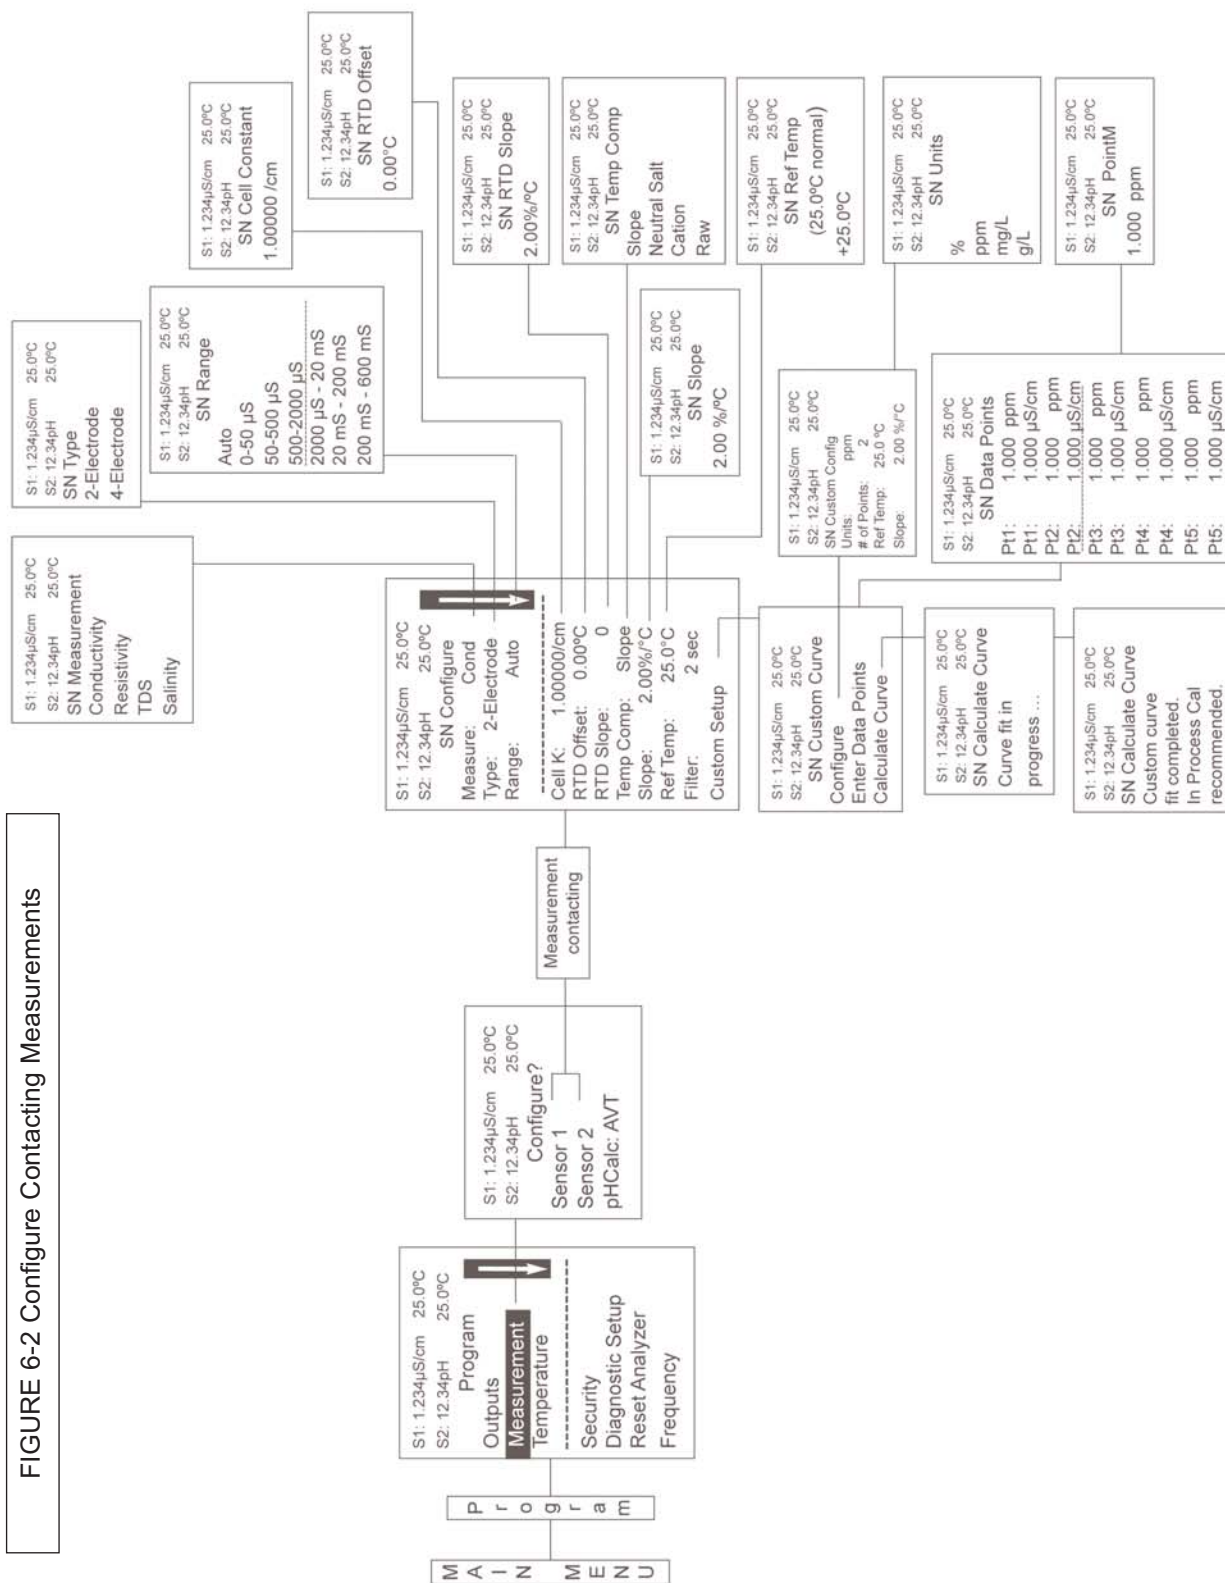 FIGURE 6-2 Configure Contacting Measurements
MAIN MENU
Program
S1: 1.234µS/cm 25.0ºC
S2: 12.34pH 25.0ºC
Program
Outputs
Measurement
Temperature
Security
Diagnostic Setup
Reset Analyzer
Frequency
S1: 1.234µS/cm 25.0ºC
S2: 12.34pH 25.0ºC
Configure?
Sensor 1
Sensor 2
pHCalc: AVT
Measurement
contacting
S1: 1.234µS/cm 25.0ºC
S2: 12.34pH 25.0ºC
SN Configure
Measure: Cond
Type: 2-Electrode
Range: Auto
Cell K: 1.00000/cm
RTD Offset: 0.00ºC
RTD Slope: 0
Temp Comp: Slope
Slope: 2.00%/°C
Ref Temp: 25.0°C
Filter: 2 sec
Custom Setup
S1: 1.234µS/cm 25.0ºC
S2: 12.34pH 25.0ºC
SN Measurement
Conductivity
Resistivity
TDS
Salinity
S1: 1.234µS/cm 25.0ºC
S2: 12.34pH 25.0ºC
SN Type
2-Electrode
4-Electrode
S1: 1.234µS/cm 25.0ºC
S2: 12.34pH 25.0ºC
SN Range
Auto
0-50 µS
50-500 µS
500-2000 µS
2000 µS - 20 mS
20 mS - 200 mS
200 mS - 600 mS
S1: 1.234µS/cm 25.0ºC
S2: 12.34pH 25.0ºC
SN Cell Constant
1.00000 /cm
S1: 1.234µS/cm 25.0ºC
S2: 12.34pH 25.0ºC
SN RTD Offset
0.00°C
S1: 1.234µS/cm 25.0ºC
S2: 12.34pH 25.0ºC
SN RTD Slope
2.00%/ºC
S1: 1.234µS/cm 25.0ºC
S2: 12.34pH 25.0ºC
SN Temp Comp
Slope
Neutral Salt
Cation
Raw
S1: 1.234µS/cm 25.0ºC
S2: 12.34pH 25.0ºC
SN Slope
2.00 %/ºC
S1: 1.234µS/cm 25.0ºC
S2: 12.34pH 25.0ºC
SN Ref Temp
(25.0ºC normal)
+25.0ºC
S1: 1.234µS/cm 25.0ºC
S2: 12.34pH 25.0ºC
SN Custom Curve
Configure
Enter Data Points
Calculate Curve
S1: 1.234µS/cm 25.0ºC
S2: 12.34pH 25.0ºC
SN Custom Config
Units: ppm
# of Points: 2
Ref Temp: 25.0 ºC
Slope: 2.00 %/°C
S1: 1.234µS/cm 25.0ºC
S2: 12.34pH 25.0ºC
SN Units
%
ppm
mg/L
g/L
S1: 1.234µS/cm 25.0ºC
S2: 12.34pH 25.0ºC
SN Data Points
Pt1: 1.000 ppm
Pt1: 1.000 µS/cm
Pt2: 1.000 ppm
Pt2: 1.000 µS/cm
Pt3: 1.000 ppm
Pt3: 1.000 µS/cm
Pt4: 1.000 ppm
Pt4: 1.000 µS/cm
Pt5: 1.000 ppm
Pt5: 1.000 µS/cm
S1: 1.234µS/cm 25.0ºC
S2: 12.34pH 25.0ºC
SN PointM
1.000 ppm
S1: 1.234µS/cm 25.0ºC
S2: 12.34pH 25.0ºC
SN Calculate Curve
Curve fit in
progress ...
S1: 1.234µS/cm 25.0ºC
S2: 12.34pH 25.0ºC
SN Calculate Curve
Custom curve
fit completed.
In Process Cal
recommended.